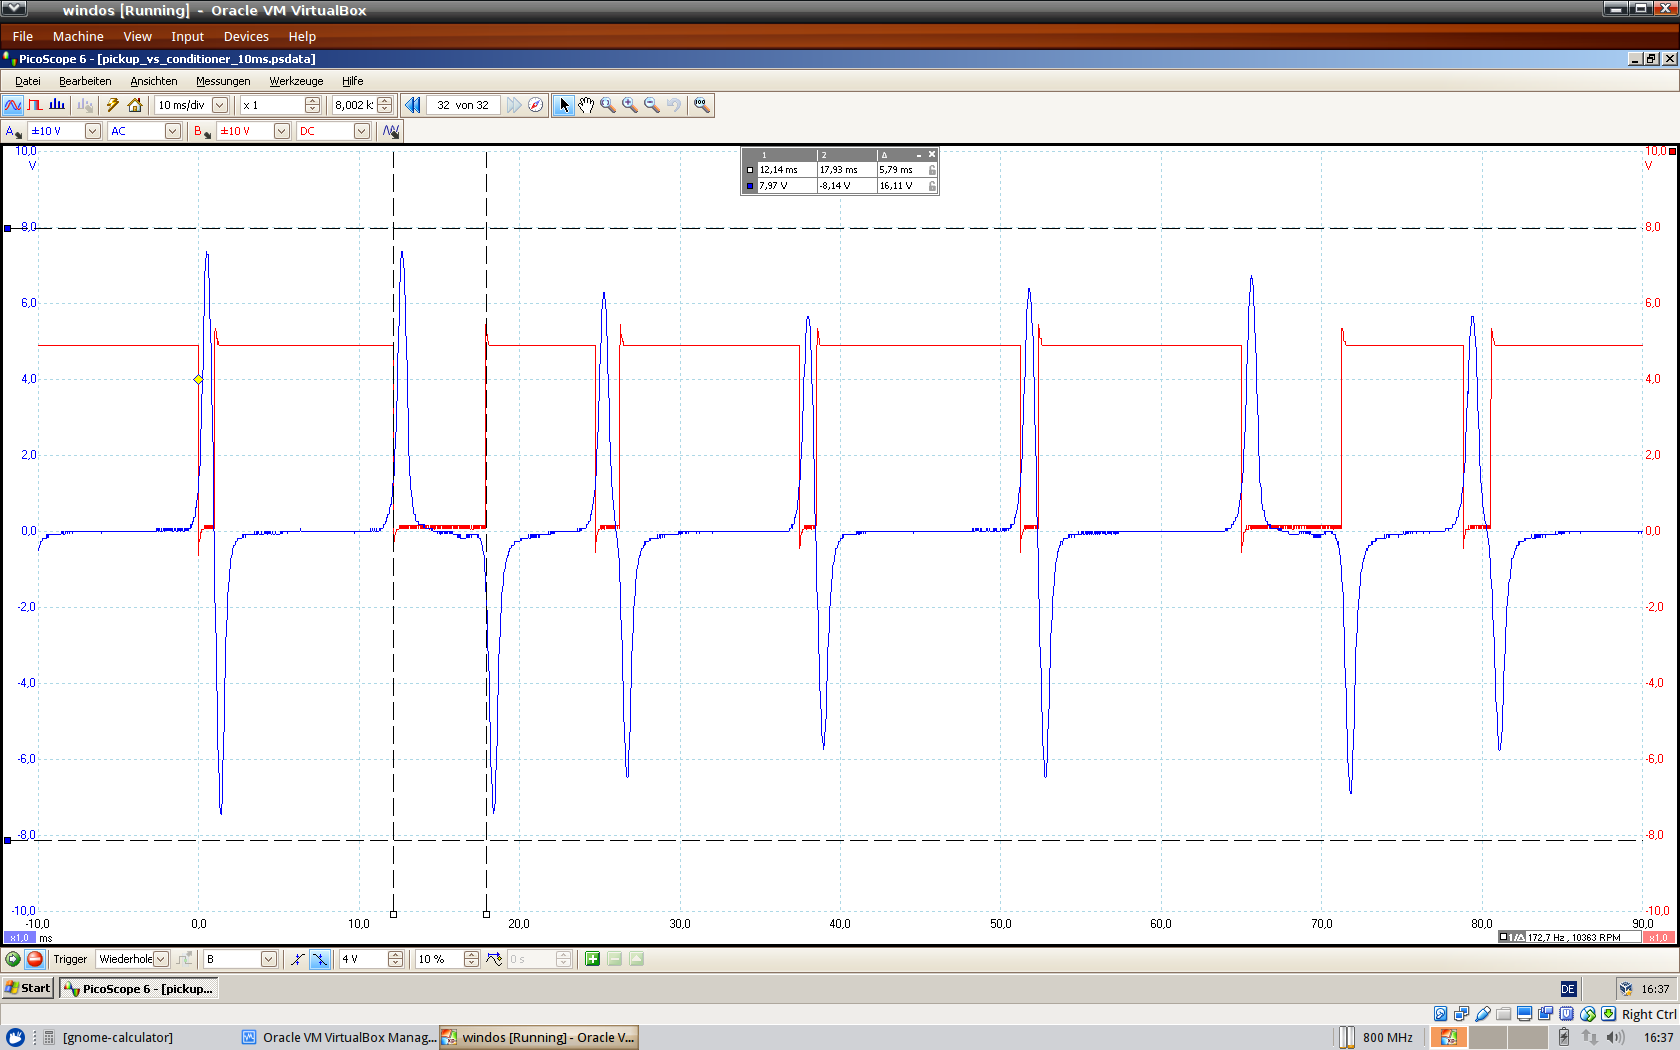 windos [Running] - Oracle VM VirtualBox
File Machine View Input Devices Help
PicoScope 6 - [pickup_vs_conditioner_10ms.psdata]
Datei Bearbeiten Ansichten Messungen Werkzeuge Hilfe
10 ms/div x 1 8,002 k: 32 von 32
A ±10 V AC B ±10 V DC
1 2 Δ
12,14 ms 17,93 ms 5,79 ms
7,97 V -8,14 V 16,11 V
10,0 10,0
V V
8,0 8,0
6,0 6,0
4,0 4,0
2,0 2,0
0,0 0,0
-2,0 -2,0
-4,0 -4,0
-6,0 -6,0
-8,0 -8,0
-10,0 -10,0
-10,0 0,0 10,0 20,0 30,0 40,0 50,0 60,0 70,0 80,0 90,0
x1,0 ms 1/Δ 172,7 Hz , 10363 RPM x1,0
Trigger Wiederhole B 4 V 10 % 0 s
Start PicoScope 6 - [pickup... DE 16:37
Right Ctrl
[gnome-calculator] Oracle VM VirtualBox Manag... windos [Running] - Oracle V... 800 MHz 16:37